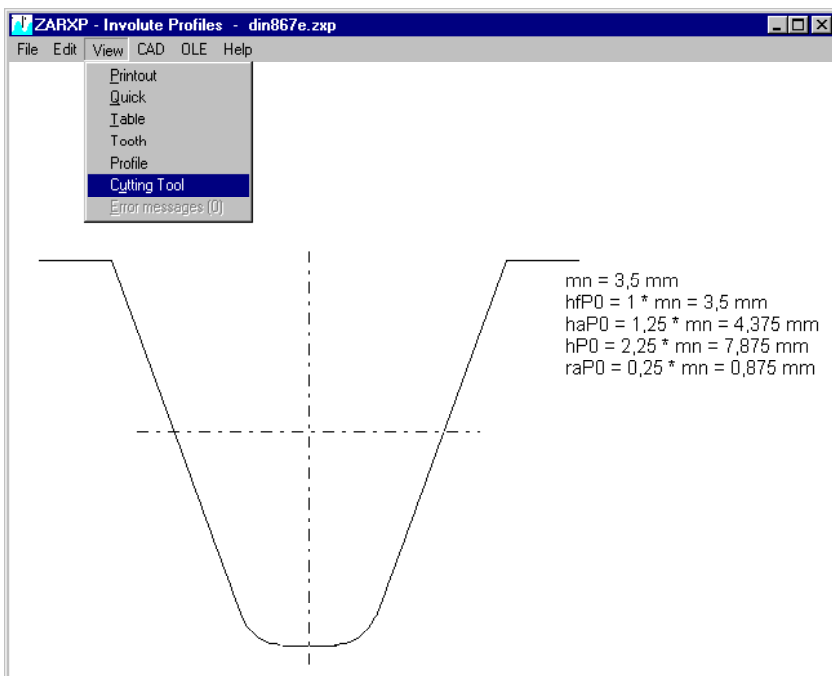 ZARXP - Involute Profiles - din867e.zxp
File Edit View CAD OLE Help
Printout
Quick
Table
Tooth
Profile
Cutting Tool
Error messages (0)
mn = 3,5 mm
hfP0 = 1 * mn = 3,5 mm
haP0 = 1,25 * mn = 4,375 mm
hP0 = 2,25 * mn = 7,875 mm
raP0 = 0,25 * mn = 0,875 mm